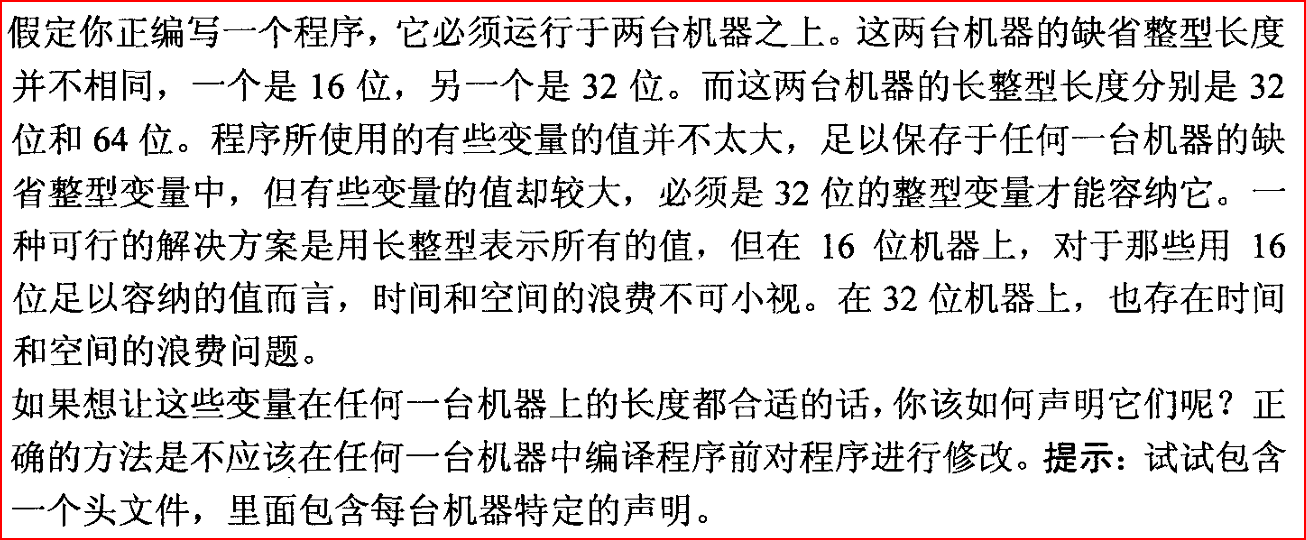 假定你正编写一个程序，它必须运行于两台机器之上。这两台机器的缺省整型长度
并不相同，一个是 16 位，另一个是 32 位。而这两台机器的长整型长度分别是 32
位和 64 位。程序所使用的有些变量的值并不太大，足以保存于任何一台机器的缺
省整型变量中，但有些变量的值却较大，必须是 32 位的整型变量才能容纳它。一
种可行的解决方案是用长整型表示所有的值，但在 16 位机器上，对于那些用 16
位足以容纳的值而言，时间和空间的浪费不可小视。在 32 位机器上，也存在时间
和空间的浪费问题。
如果想让这些变量在任何一台机器上的长度都合适的话，你该如何声明它们呢？正
确的方法是不应该在任何一台机器中编译程序前对程序进行修改。提示：试试包含
一个头文件，里面包含每台机器特定的声明。